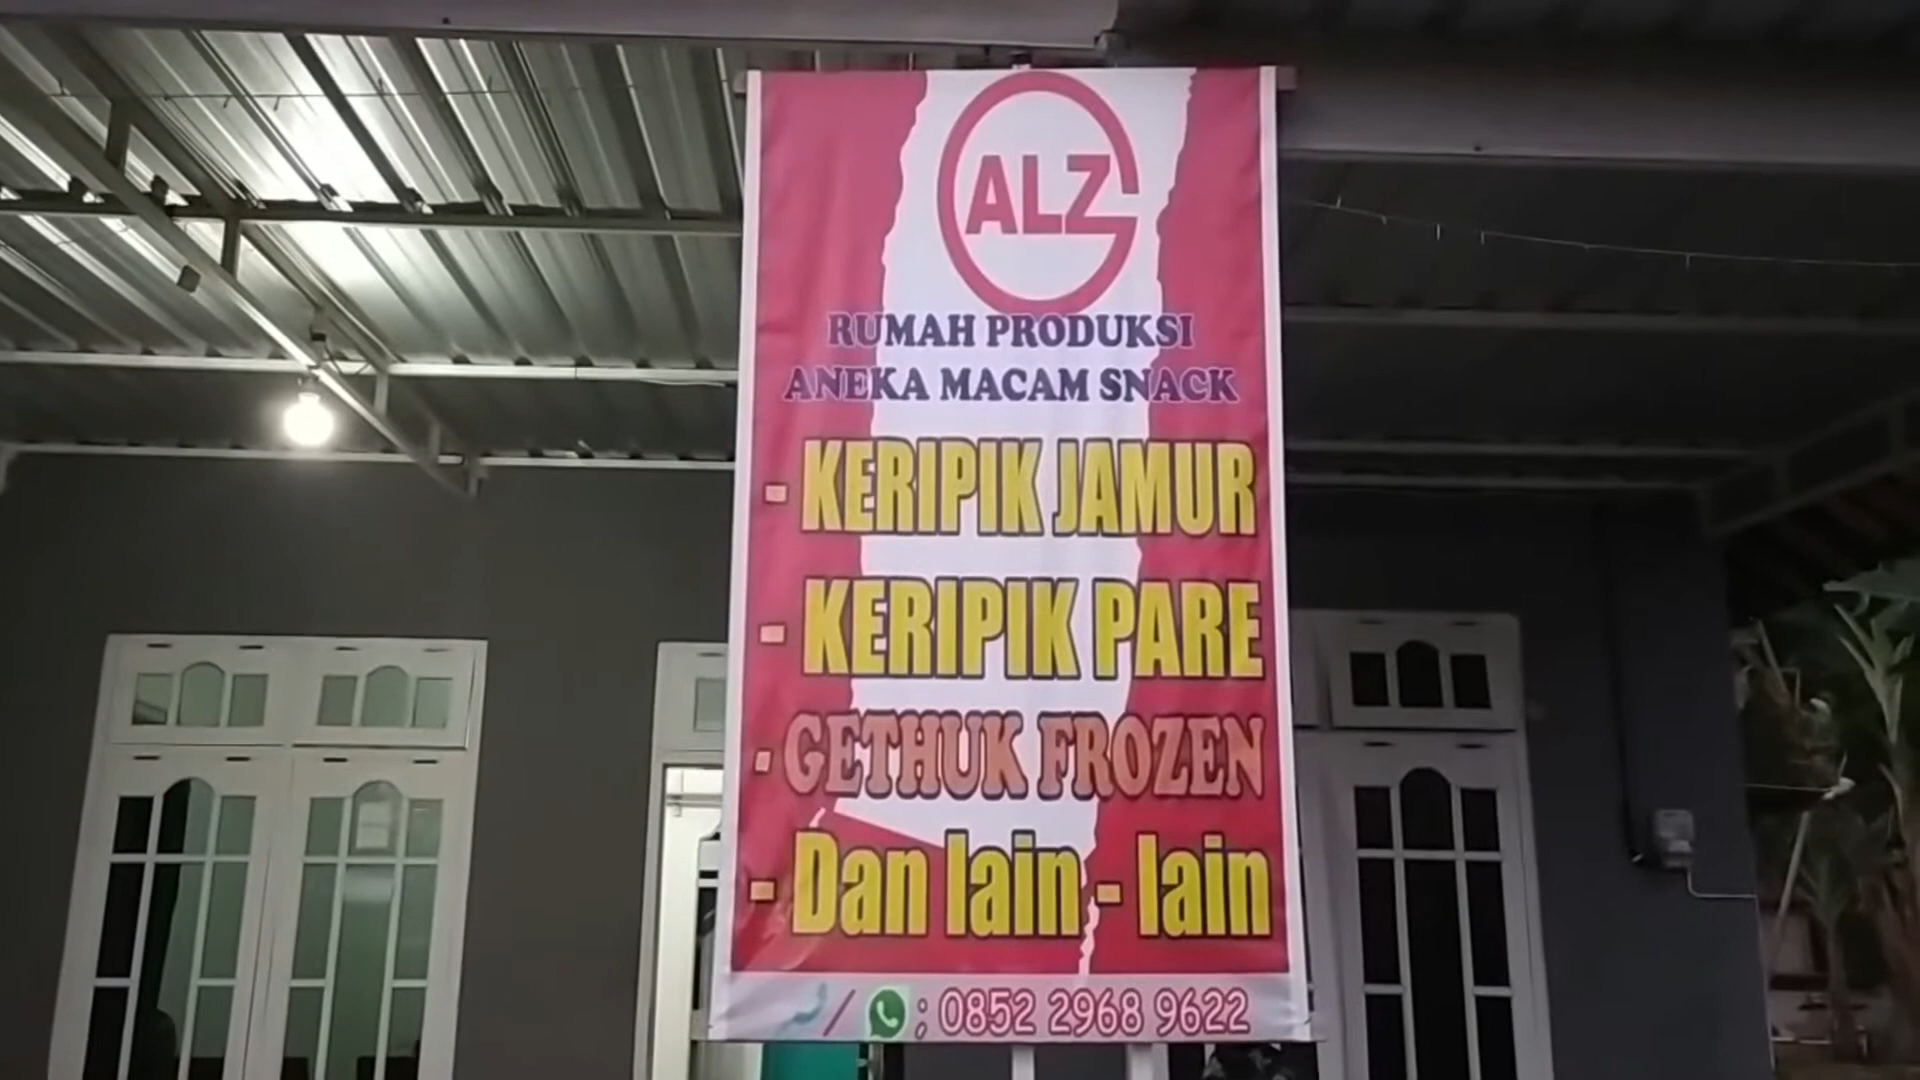 ALZ
RUMAH PRODUKSI
ANEKA MACAM SNACK
- KERIPIK JAMUR
- KERIPIK PARE
- GETHUK FROZEN
- Dan lain - lain
/ ; 0852 2968 9622